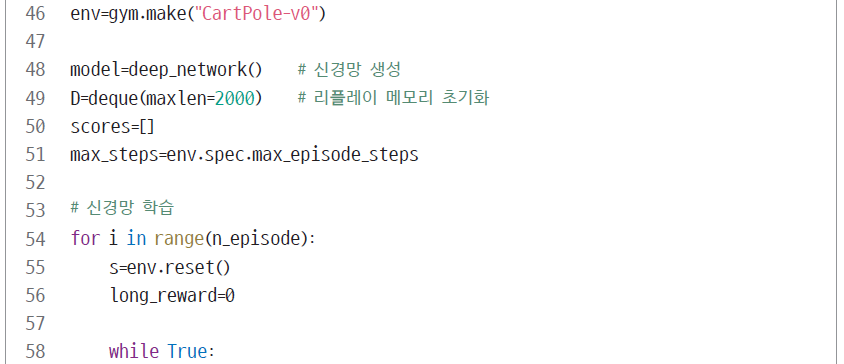 46 env=gym.make("CartPole-v0")
47
48 model=deep_network() # 신경망 생성
49 D=deque(maxlen=2000) # 리플레이 메모리 초기화
50 scores=[]
51 max_steps=env.spec.max_episode_steps
52
53 # 신경망 학습
54 for i in range(n_episode):
55 s=env.reset()
56 long_reward=0
57
58 while True: